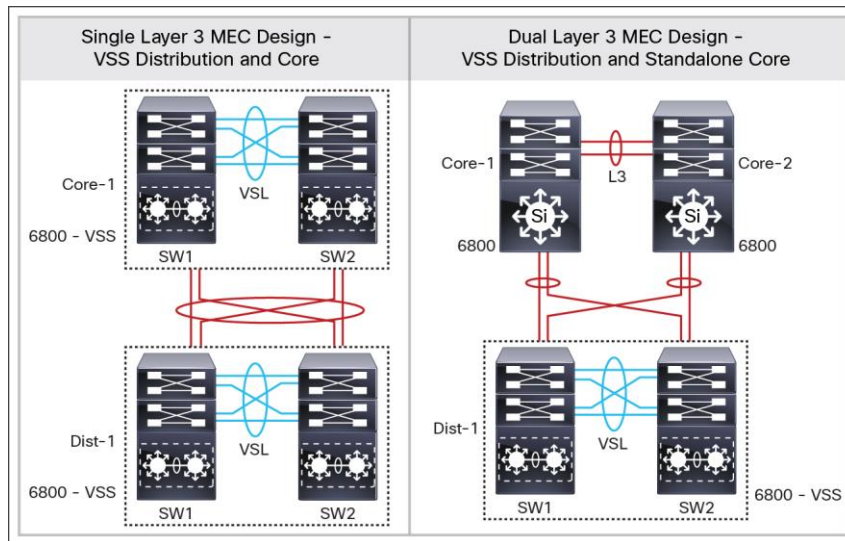 Single Layer 3 MEC Design –
VSS Distribution and Core
Dual Layer 3 MEC Design –
VSS Distribution and Standalone Core
Core-1
VSL
6800 - VSS
SW1
SW2
Dist-1
VSL
6800 - VSS
SW1
SW2
Core-1
L3
Core-2
Si
Si
6800
6800
Dist-1
VSL
SW1
SW2
6800 - VSS